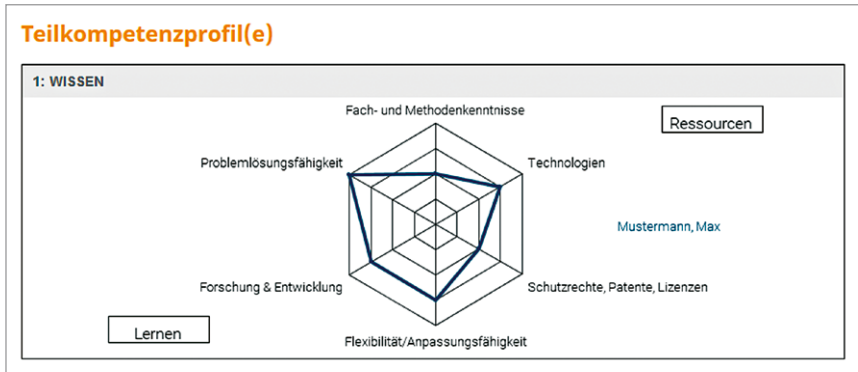 Teilkompetenzprofil(e)
1: WISSEN
Fach- und Methodenkenntnisse
Ressourcen
Problemlösungsfähigkeit
Technologien
Mustermann, Max
Forschung & Entwicklung
Schutzrechte, Patente, Lizenzen
Lernen
Flexibilität/Anpassungsfähigkeit